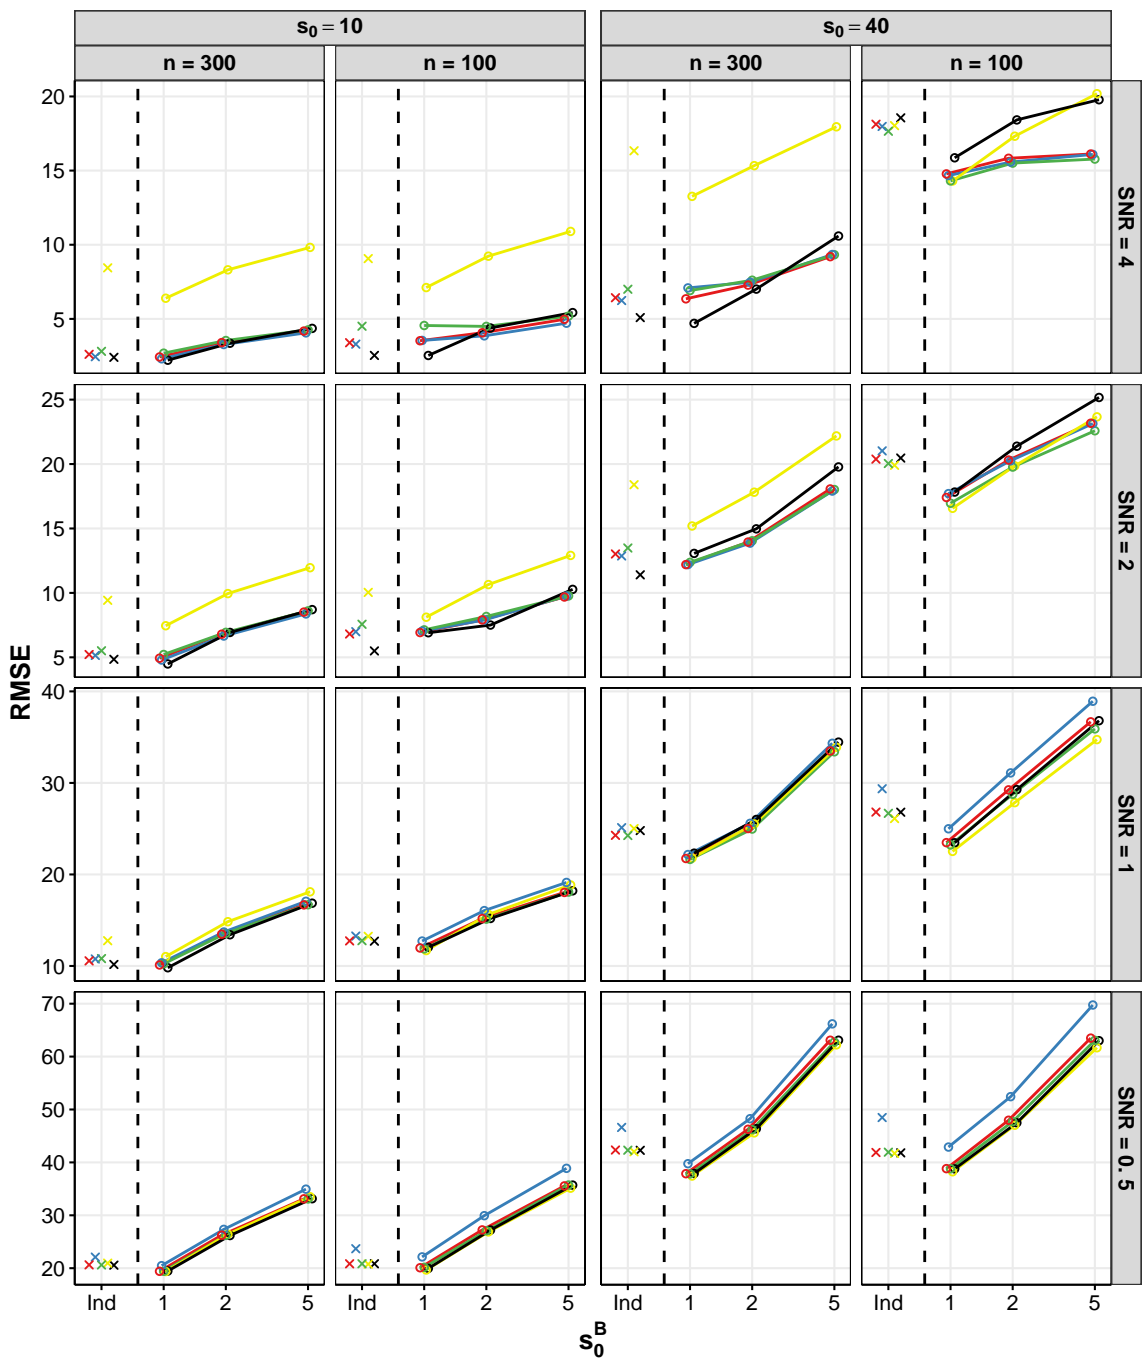 s₀ = 10 s₀ = 40
n = 300 n = 100 n = 300 n = 100
20
15
10
5
SNR = 4
25
20
15
10
5
SNR = 2
RMSE
40
30
20
10
SNR = 1
70
60
50
40
30
20
SNR = 0.5
Ind 1 2 5 Ind 1 2 5 Ind 1 2 5 Ind 1 2 5
s₀ᴮ